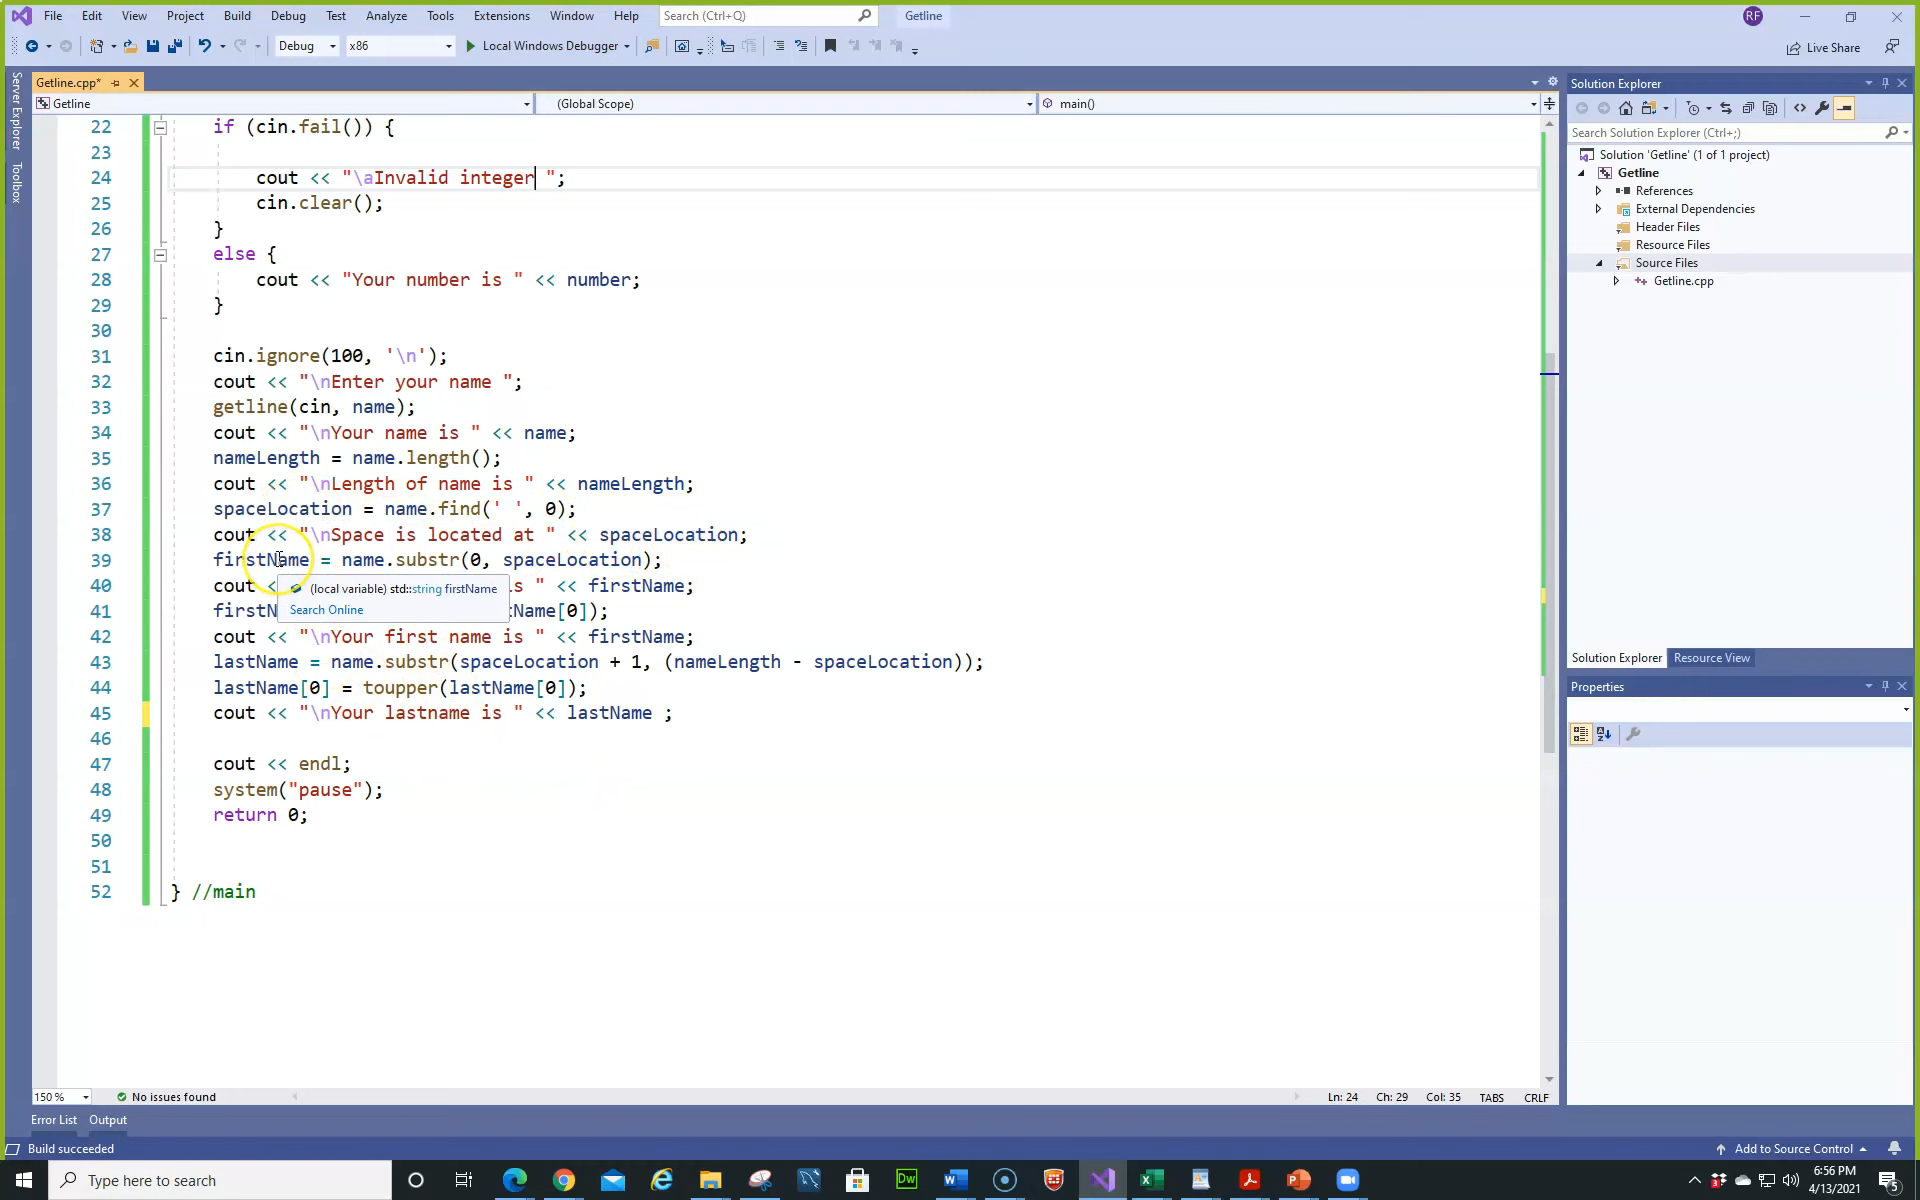 File Edit View Project Build Debug Test Analyze Tools Extensions Window Help Search (Ctrl+Q) Getline RF
Debug x86 Local Windows Debugger Live Share
Server Explorer
Toolbox
Getline.cpp*
Getline (Global Scope) main()
22 if (cin.fail()) {
23
24 cout << "\aInvalid integer ";
25 cin.clear();
26 }
27 else {
28 cout << "Your number is " << number;
29 }
30
31 cin.ignore(100, '\n');
32 cout << "\nEnter your name ";
33 getline(cin, name);
34 cout << "\nYour name is " << name;
35 nameLength = name.length();
36 cout << "\nLength of name is " << nameLength;
37 spaceLocation = name.find(' ', 0);
38 cout << "\nSpace is located at " << spaceLocation;
39 firstName = name.substr(0, spaceLocation);
40 cout < is " << firstName;
(local variable) std::string firstName
Search Online
41 firstN tName[0]);
42 cout << "\nYour first name is " << firstName;
43 lastName = name.substr(spaceLocation + 1, (nameLength - spaceLocation));
44 lastName[0] = toupper(lastName[0]);
45 cout << "\nYour lastname is " << lastName ;
46
47 cout << endl;
48 system("pause");
49 return 0;
50
51
52 } //main
150 % No issues found Ln: 24 Ch: 29 Col: 35 TABS CRLF
Error List Output
Build succeeded Add to Source Control
Solution Explorer
Search Solution Explorer (Ctrl+;)
Solution 'Getline' (1 of 1 project)
Getline
References
External Dependencies
Header Files
Resource Files
Source Files
Getline.cpp
Solution Explorer Resource View
Properties
Type here to search
6:56 PM
4/13/2021